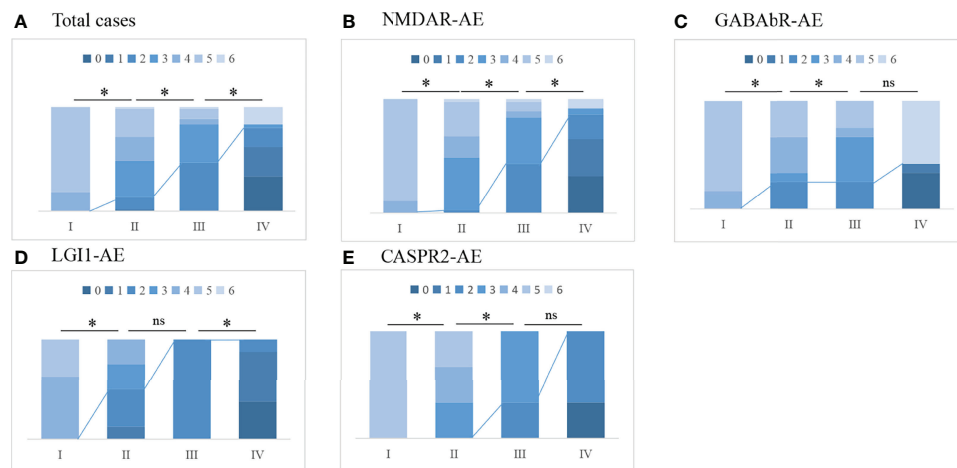 A Total cases
0 1 2 3 4 5 6
* * *
I II III IV
B NMDAR-AE
0 1 2 3 4 5 6
* * *
I II III IV
C GABAbR-AE
0 1 2 3 4 5 6
* * ns
I II III IV
D LGI1-AE
0 1 2 3 4 5 6
* ns *
I II III IV
E CASPR2-AE
0 1 2 3 4 5 6
* * ns
I II III IV